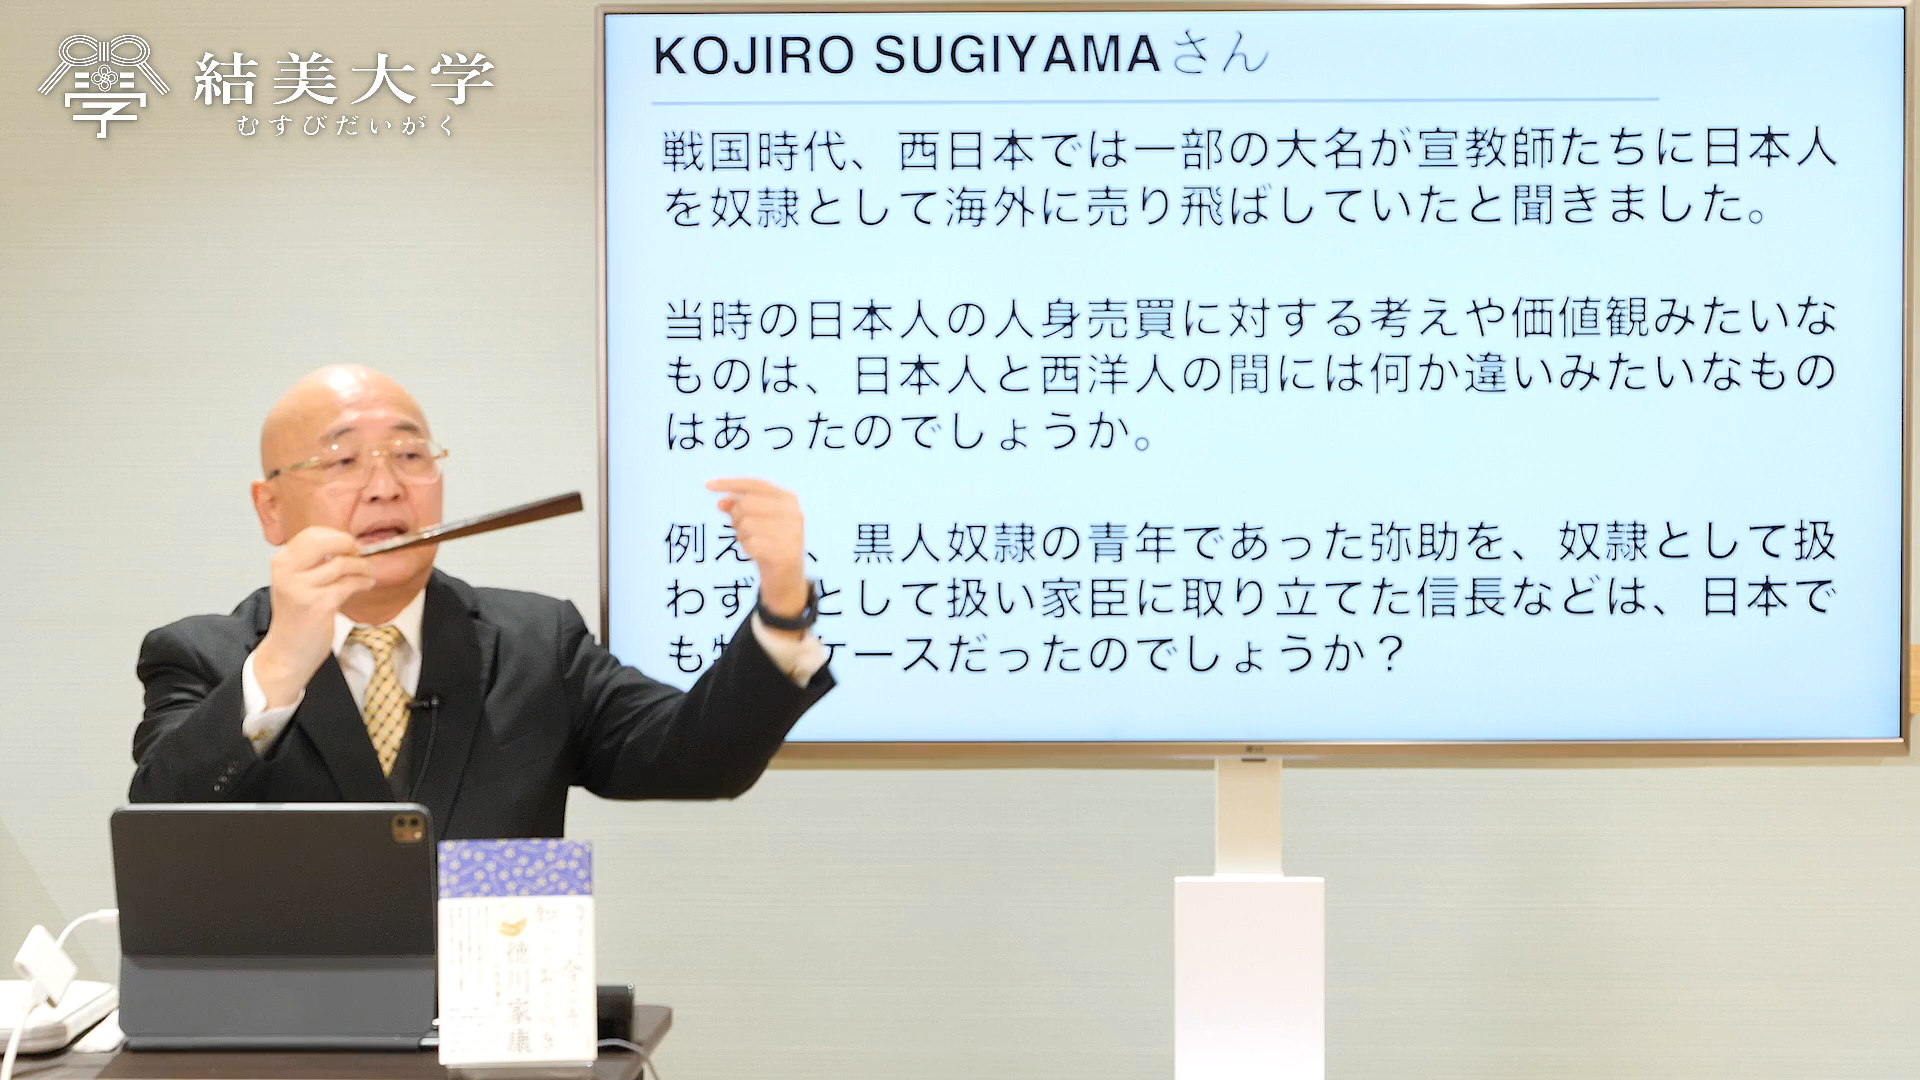 結美大学
むすびだいがく
KOJIRO SUGIYAMAさん
戦国時代、西日本では一部の大名が宣教師たちに日本人
を奴隷として海外に売り飛ばしていたと聞きました。
当時の日本人の人身売買に対する考えや価値観みたいな
ものは、日本人と西洋人の間には何か違いみたいなもの
はあったのでしょうか。
例え、黒人奴隷の青年であった弥助を、奴隷として扱
わずとして扱い家臣に取り立てた信長などは、日本で
もケースだったのでしょうか？
徳川家康